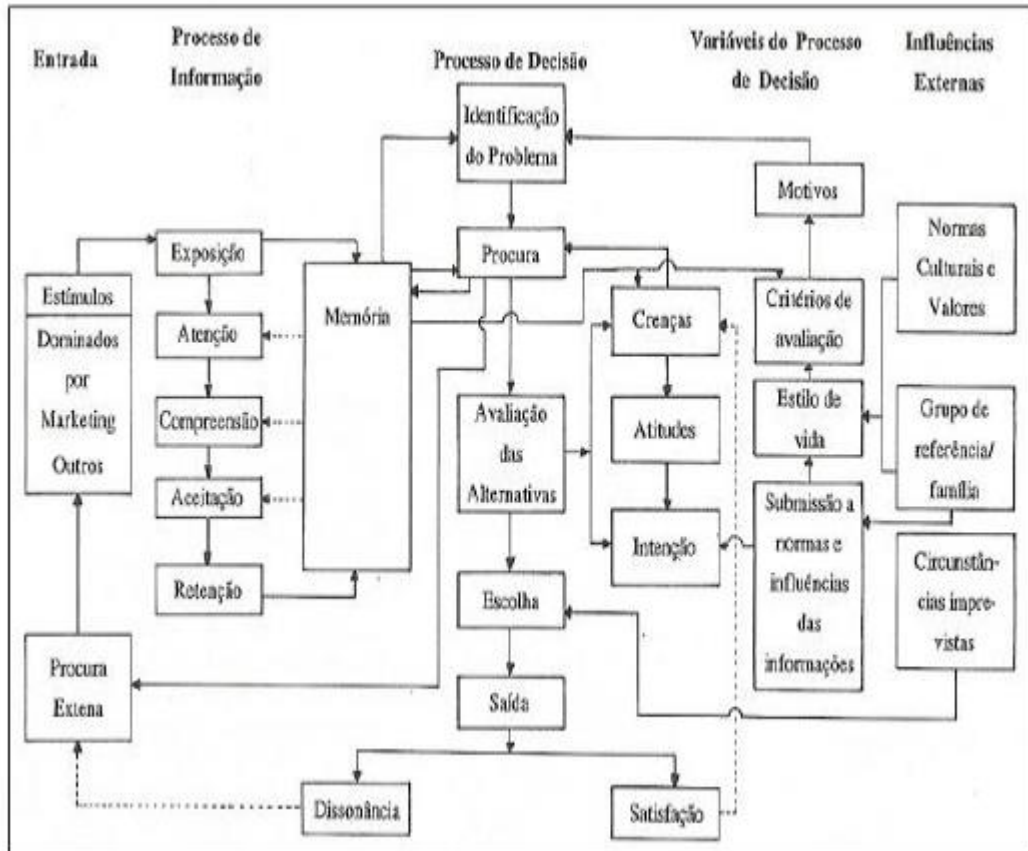 Entrada
Processo de
Informação
Processo de Decisão
Variáveis do Processo
de Decisão
Influências
Externas
Exposição
Estímulos
Dominados
por
Marketing
Outros
Atenção
Compreensão
Aceitação
Retenção
Procura
Extena
Memória
Identificação
do Problema
Procura
Avaliação
das
Alternativas
Escolha
Saída
Dissonância
Satisfação
Crenças
Atitudes
Intenção
Motivos
Critérios de
avaliação
Estilo de
vida
Submissão a
normas e
influências
das
informações
Normas
Culturais e
Valores
Grupo de
referência/
família
Circunstân-
cias impre-
vistas